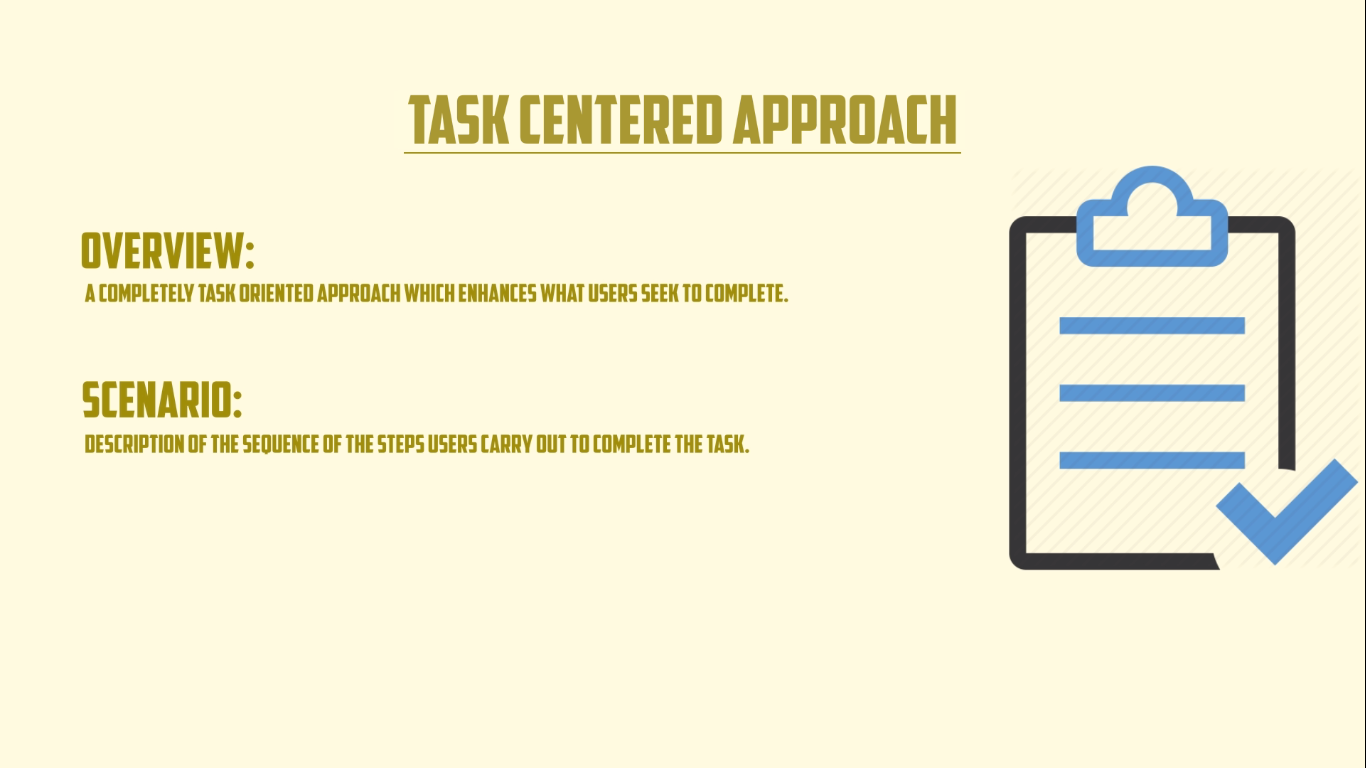 TASK CENTERED APPROACH
OVERVIEW:
A COMPLETELY TASK ORIENTED APPROACH WHICH ENHANCES WHAT USERS SEEK TO COMPLETE.
SCENARIO:
DESCRIPTION OF THE SEQUENCE OF THE STEPS USERS CARRY OUT TO COMPLETE THE TASK.